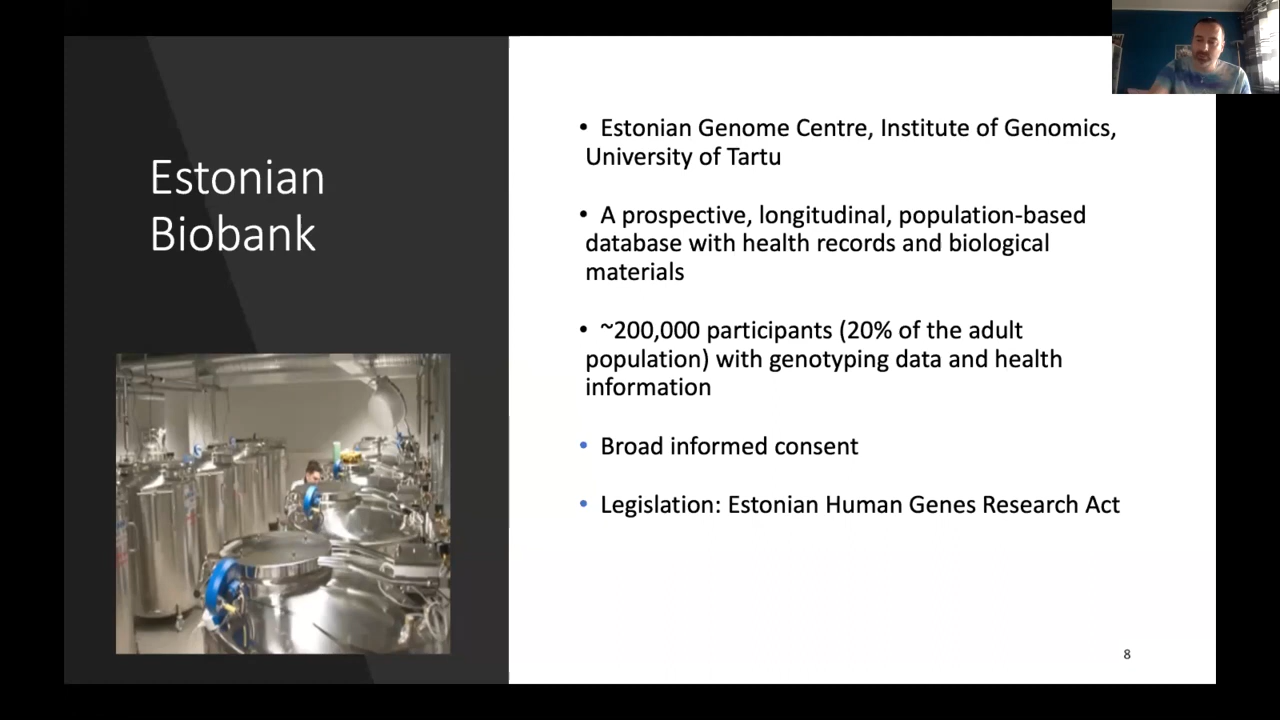 Estonian
Biobank
• Estonian Genome Centre, Institute of Genomics,
University of Tartu
• A prospective, longitudinal, population-based
database with health records and biological
materials
• ~200,000 participants (20% of the adult
population) with genotyping data and health
information
• Broad informed consent
• Legislation: Estonian Human Genes Research Act
8